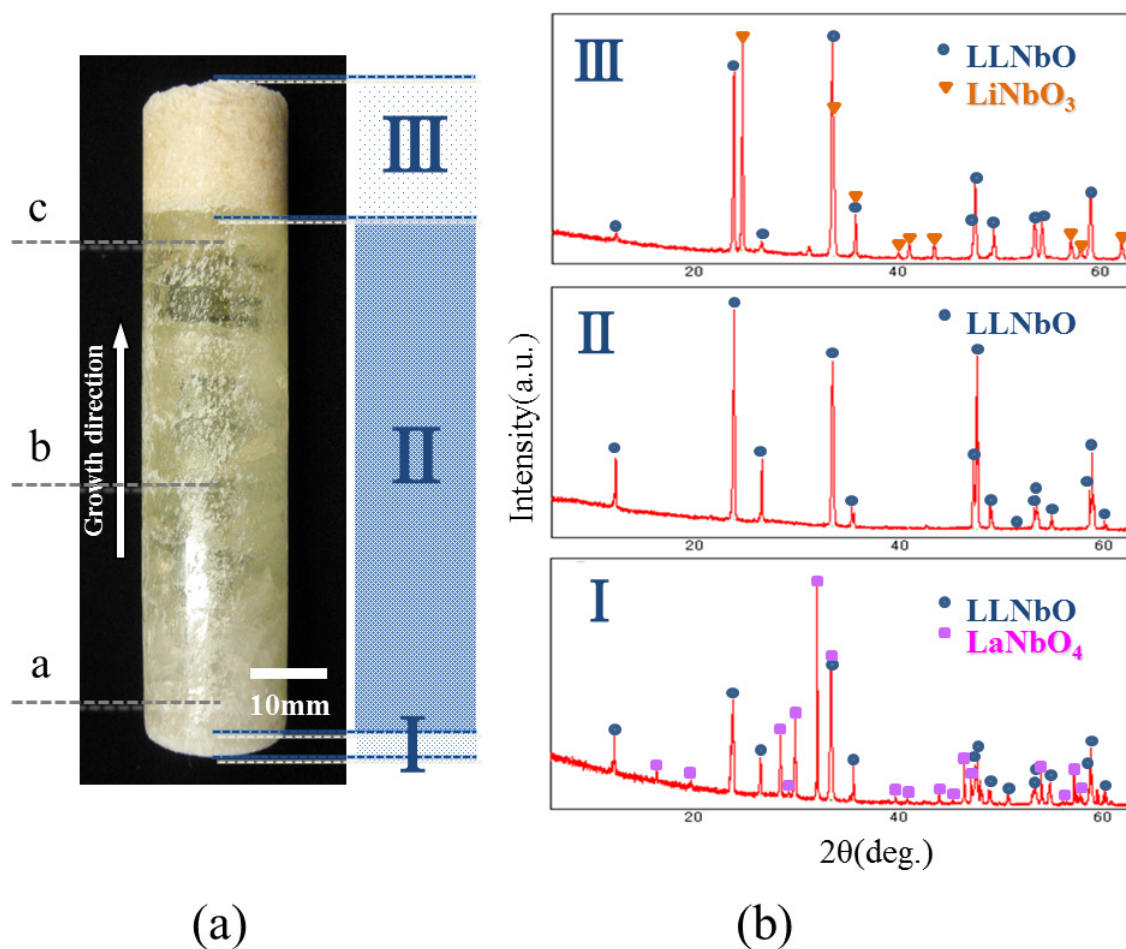 III
c
Growth direction
II
b
a
10mm
I
(a)
III
LLNbO
LiNbO₃
20
40
60
II
LLNbO
20
40
60
I
LLNbO
LaNbO₄
20
40
60
Intensity(a.u.)
2θ(deg.)
(b)